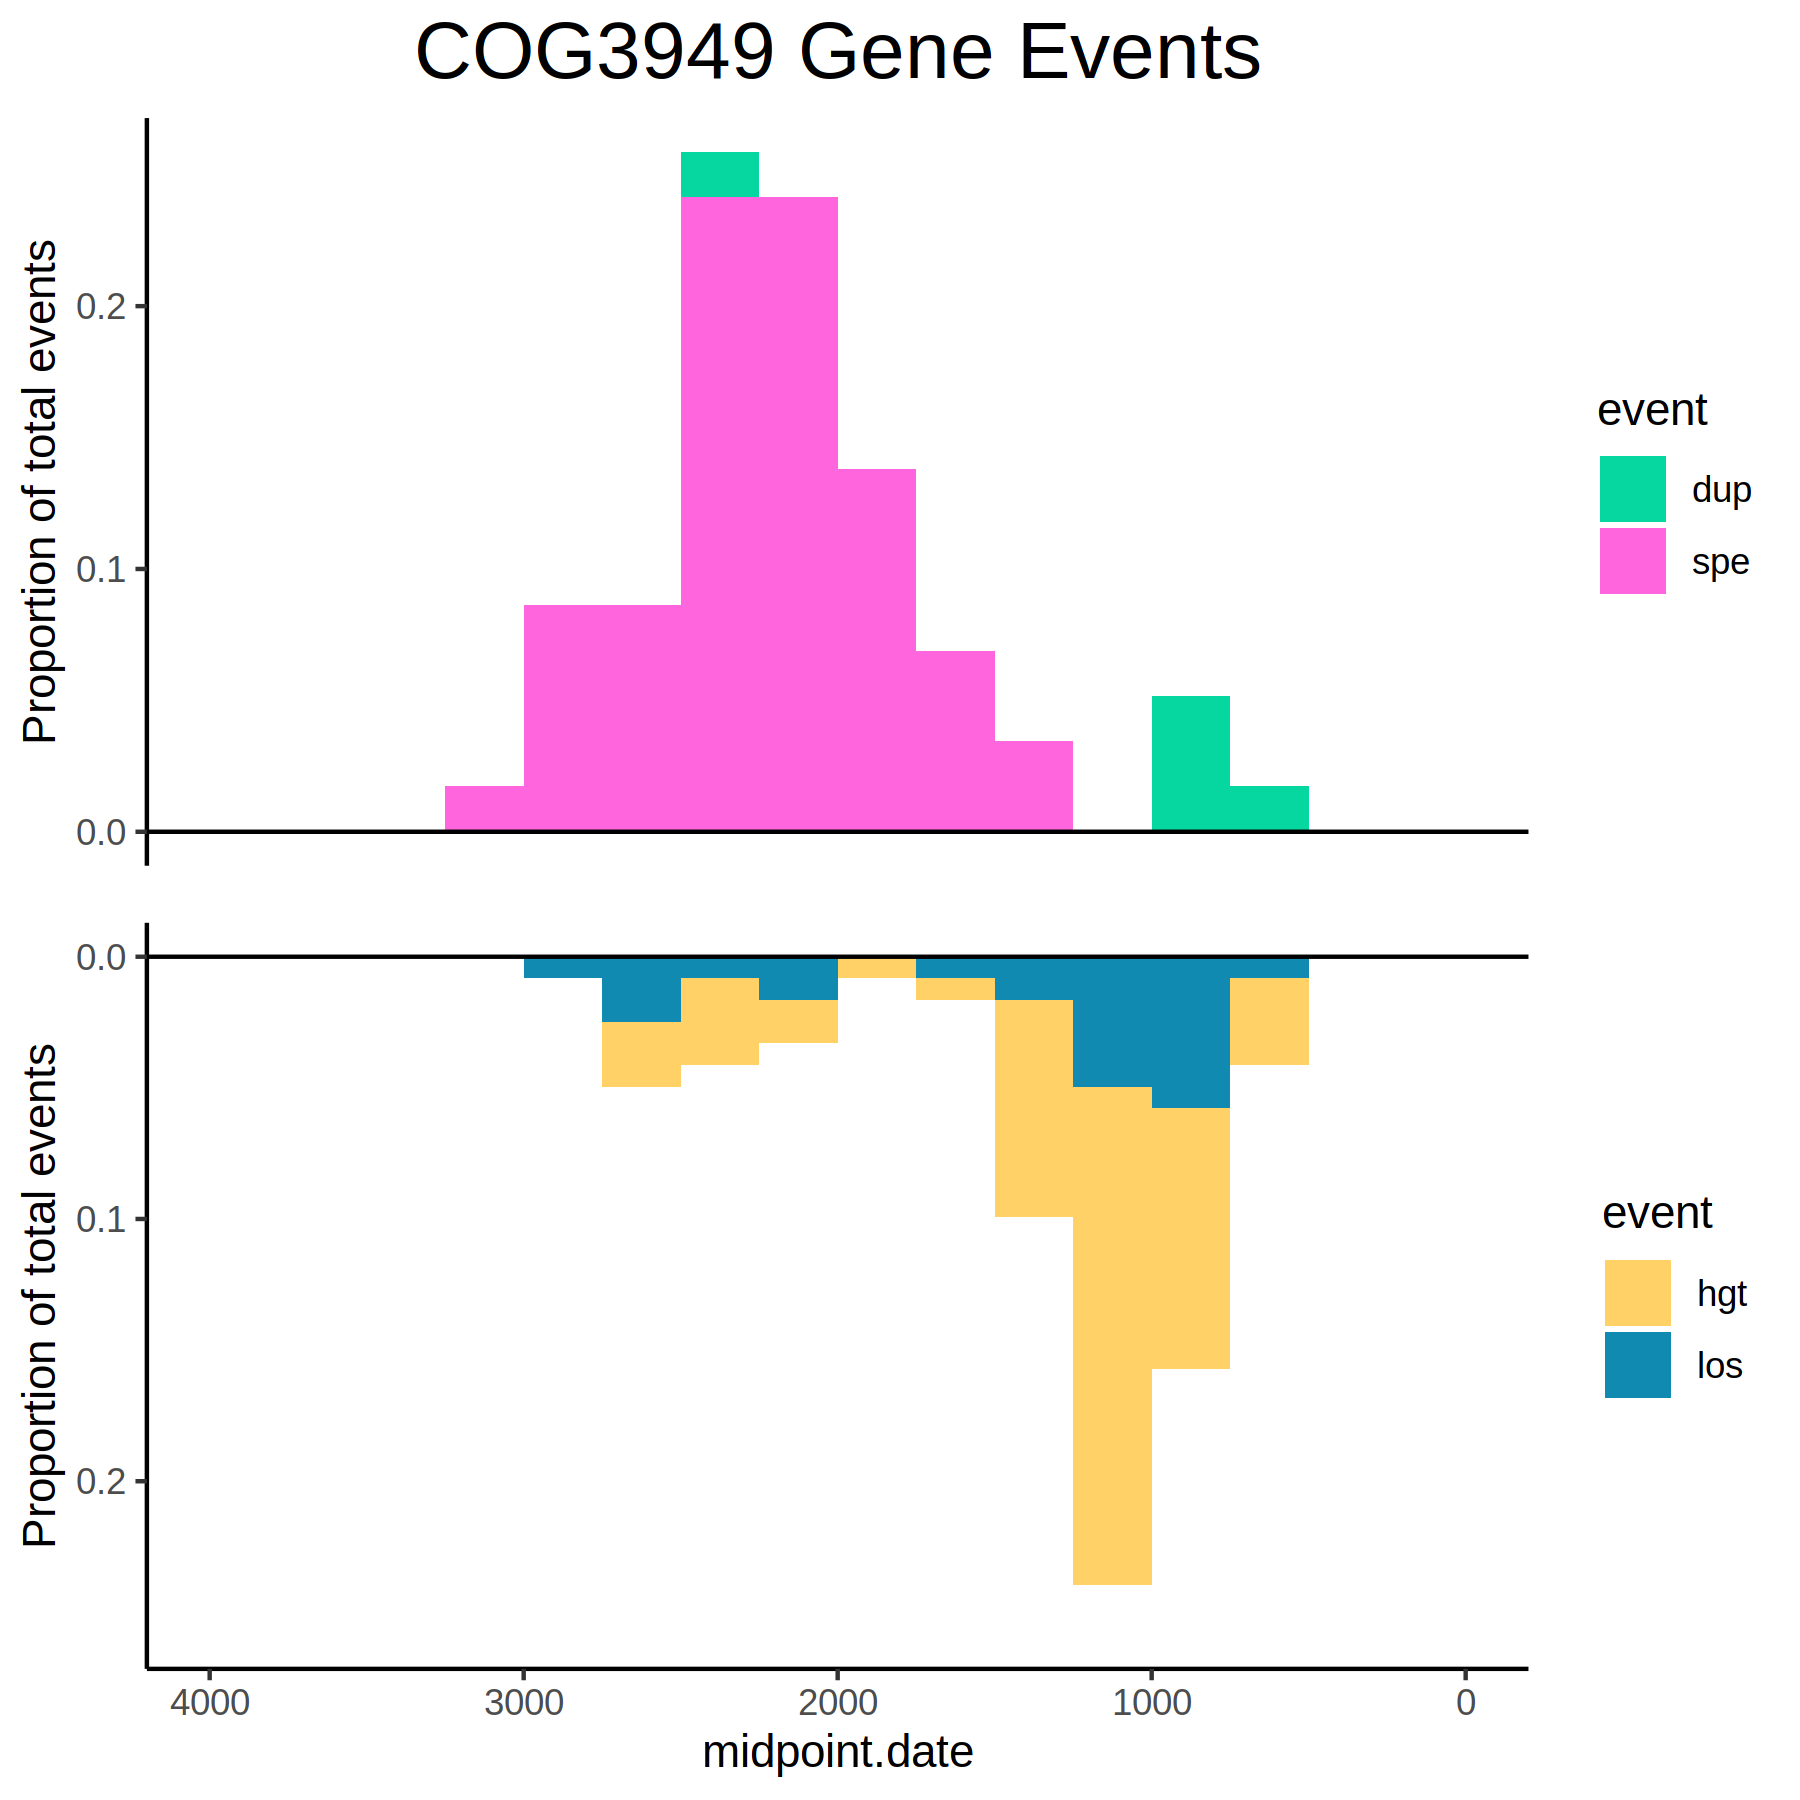 COG3949 Gene Events
Proportion of total events
0.2
0.1
0.0
event
dup
spe
Proportion of total events
0.0
0.1
0.2
event
hgt
los
4000 3000 2000 1000 0
midpoint.date